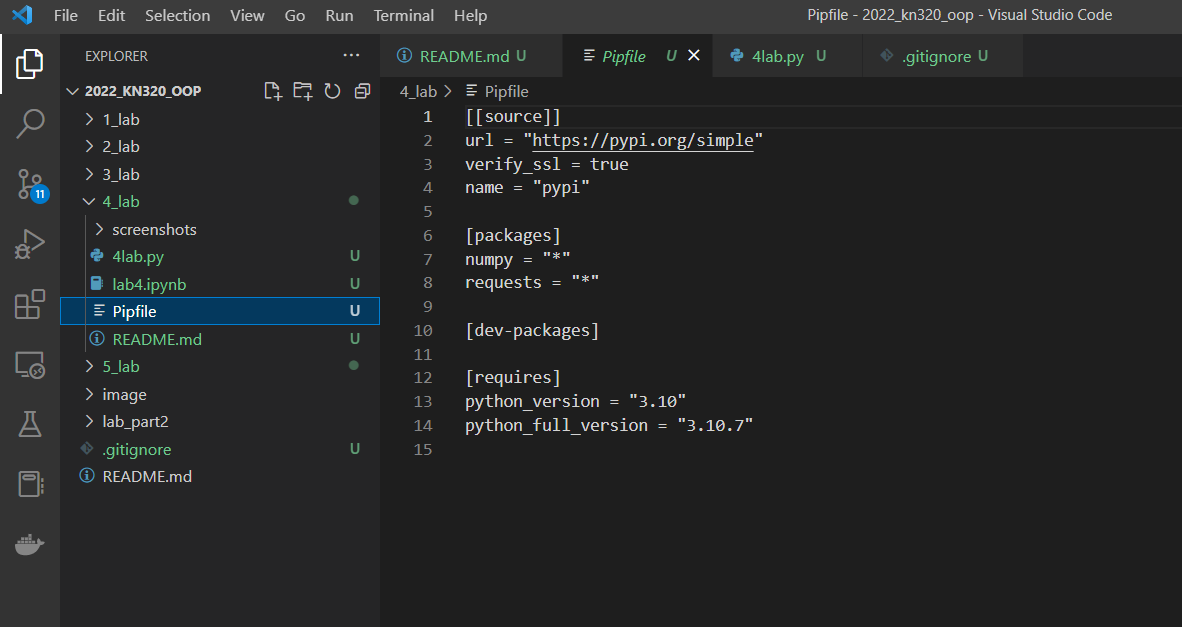 File Edit Selection View Go Run Terminal Help Pipfile - 2022_kn320_oop - Visual Studio Code
EXPLORER ...
README.md U Pipfile U 4lab.py U .gitignore U
2022_KN320_OOP
4_lab > Pipfile
1_lab
2_lab
3_lab
4_lab
screenshots
4lab.py U
lab4.ipynb U
Pipfile U
README.md U
5_lab
image
lab_part2
.gitignore U
README.md
11
1 [[source]]
2 url = "https://pypi.org/simple"
3 verify_ssl = true
4 name = "pypi"
5
6 [packages]
7 numpy = "*"
8 requests = "*"
9
10 [dev-packages]
11
12 [requires]
13 python_version = "3.10"
14 python_full_version = "3.10.7"
15